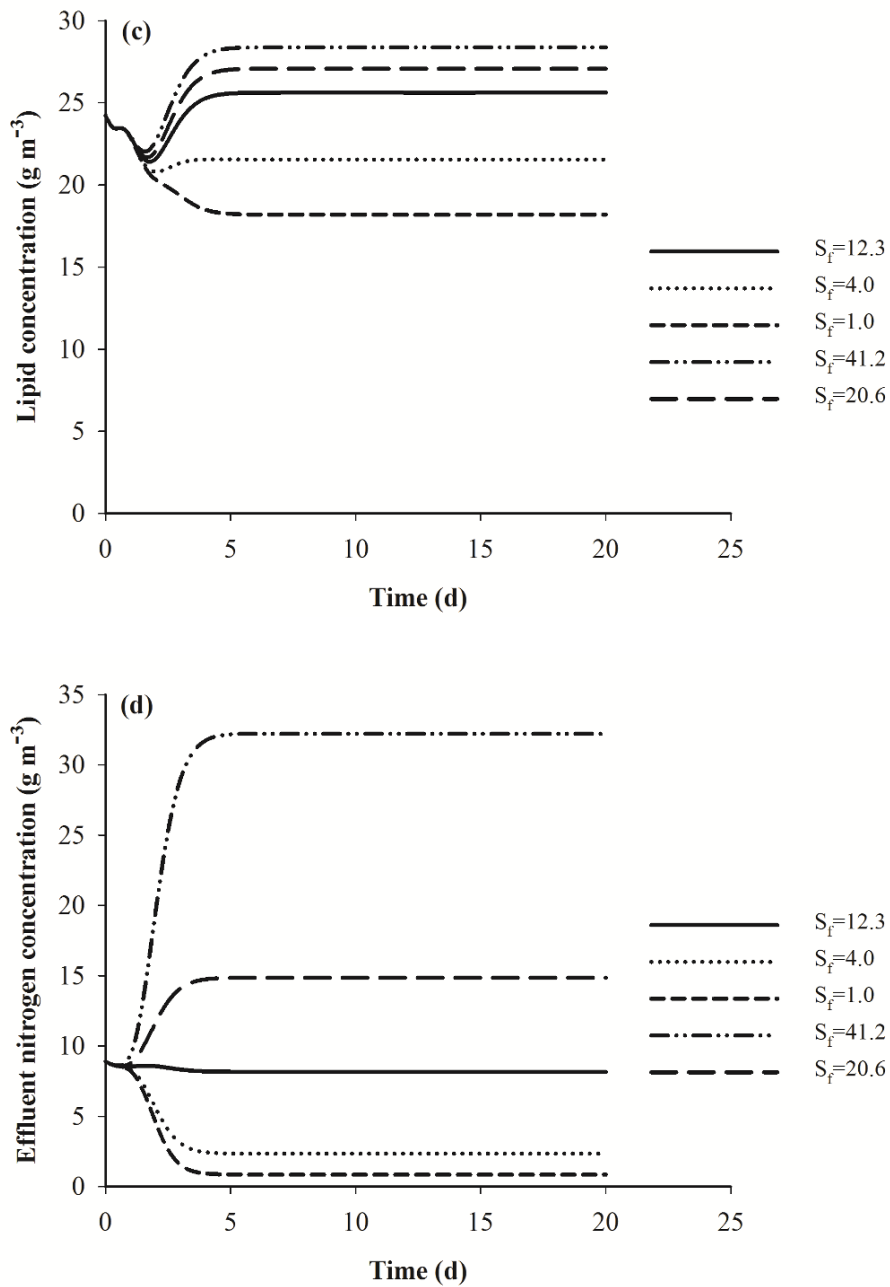 (c)
Lipid concentration (g m⁻³)
30
25
20
15
10
5
0
0 5 10 15 20 25
Time (d)
S_f=12.3
S_f=4.0
S_f=1.0
S_f=41.2
S_f=20.6
(d)
Effluent nitrogen concentration (g m⁻³)
35
30
25
20
15
10
5
0
0 5 10 15 20 25
Time (d)
S_f=12.3
S_f=4.0
S_f=1.0
S_f=41.2
S_f=20.6